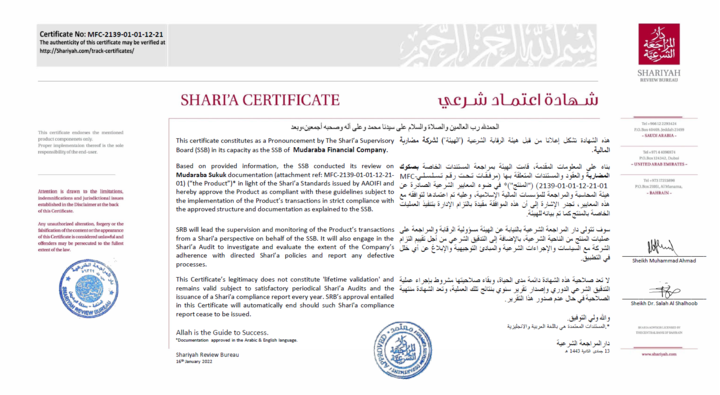 Certificate No: MFC-2139-01-01-12-21
The authenticity of this certificate may be verified at
http://Shariyah.com/track-certificates/
دار
المراجعة
الشرعية
SHARIYAH
REVIEW BUREAU
SHARI'A CERTIFICATE
شهادة اعتماد شرعي
الحمدلله رب العالمين والصلاة والسلام على سيدنا محمد وعلى آله وصحبه أجمعين،وبعد
This certificate endorses the mentioned
product components only.
Proper implementation thereof is the sole
responsibility of the end-user.
Attention is drawn to the limitations,
indemnifications and jurisdictional issues
established in the Disclaimer at the back
of this Certificate.
Any unauthorized alteration, forgery or the
falsification of the content or the appearance
of this Certificate is considered unlawful and
offenders may be prosecuted to the fullest
extent of the law.
This certificate constitutes as a Pronouncement by The Shari'a Supervisory
Board (SSB) in its capacity as the SSB of Mudaraba Financial Company.
Based on provided information, the SSB conducted its review on
Mudaraba Sukuk documentation (attachment ref: MFC-2139-01-01-12-21-
01) ("the Product")* in light of the Shari'a Standards issued by AAOIFI and
hereby approve the Product as compliant with these guidelines subject to
the implementation of the Product's transactions in strict compliance with
the approved structure and documentation as explained to the SSB.
SRB will lead the supervision and monitoring of the Product's transactions
from a Shari'a perspective on behalf of the SSB. It will also engage in the
Shari'a Audit to investigate and evaluate the extent of the Company's
adherence with directed Shari'a policies and report any defective
processes.
This Certificate's legitimacy does not constitute 'lifetime validation' and
remains valid subject to satisfactory periodical Shari'a Audits and the
issuance of a Shari'a compliance report every year. SRB's approval entailed
in this Certificate will automatically end should such Shari'a compliance
report cease to be issued.
Allah is the Guide to Success.
*Documentation approved in the Arabic & English language.
Shariyah Review Bureau
16th January 2022
هذه الشهادة تشكل إعلانا من قبل هيئة الرقابة الشرعية ("الهيئة") لشركة مضاربة
المالية.
بناء على المعلومات المقدمة، قامت الهيئة بمراجعة المستندات الخاصة بصكوك
المضاربة والعقود والمستندات المتعلقة بها (مرفقات تحت رقم تسلسلي MFC-
2139-01-01-12-21-01) ("المنتج")* في ضوء المعايير الشرعية الصادرة عن
هيئة المحاسبة والمراجعة للمؤسسات المالية الإسلامية، وعليه تم اعتمادها لتوافقه مع
هذه المعايير، تجدر الإشارة إلى أن هذه الموافقة مقيدة بالتزام الإدارة بتنفيذ العمليات
الخاصة بالمنتج كما تم بيانه للهيئة.
سوف تتولى دار المراجعة الشرعية بالنيابة عن الهيئة مسؤولية الرقابة والمراجعة على
عمليات المنتج من الناحية الشرعية، بالإضافة إلى التدقيق الشرعي من أجل تقييم التزام
الشركة مع السياسات والإجراءات الشرعية والمبادئ التوجيهية والإبلاغ عن أي خلل
في التطبيق.
لا تعد صلاحية هذه الشهادة دائمة مدى الحياة، وبقاء صلاحيتها مشروط بإجراء عملية
التدقيق الشرعي الدوري وإصدار تقرير سنوي بنتائج تلك العملية، وتعد الشهادة منتهية
الصلاحية في حال عدم صدور هذا التقرير.
والله ولي التوفيق.
*,المستندات المعتمدة هي باللغة العربية والانجليزية
دار المراجعة الشرعية
13 جمادى الثانية 1443 هـ
- SAUDI ARABIA -
- UNITED ARAB EMIRATES -
- BAHRAIN -
Sheikh Muhammad Ahmad
Sheikh Dr. Salah Al Shalhoob
www.shariyah.com